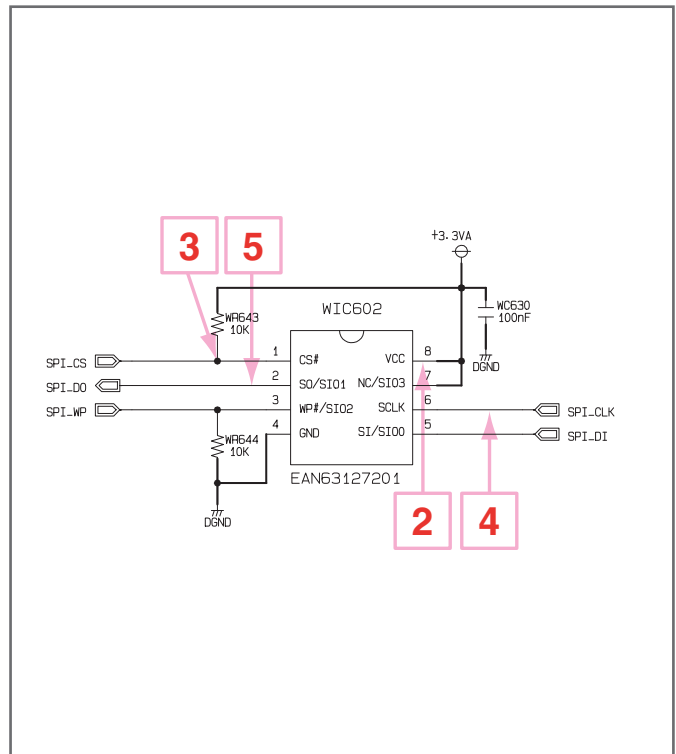 3
5
+3.3VA
WIC602
WC630
100nF
WR643
10K
DGND
1
CS#
VCC
8
SPI_CS
2
SO/SIO1
NC/SIO3
7
SPI_DO
3
WP#/SIO2
SCLK
6
SPI_WP
SPI_CLK
4
GND
SI/SIO0
5
SPI_DI
WR644
10K
EAN63127201
DGND
2
4